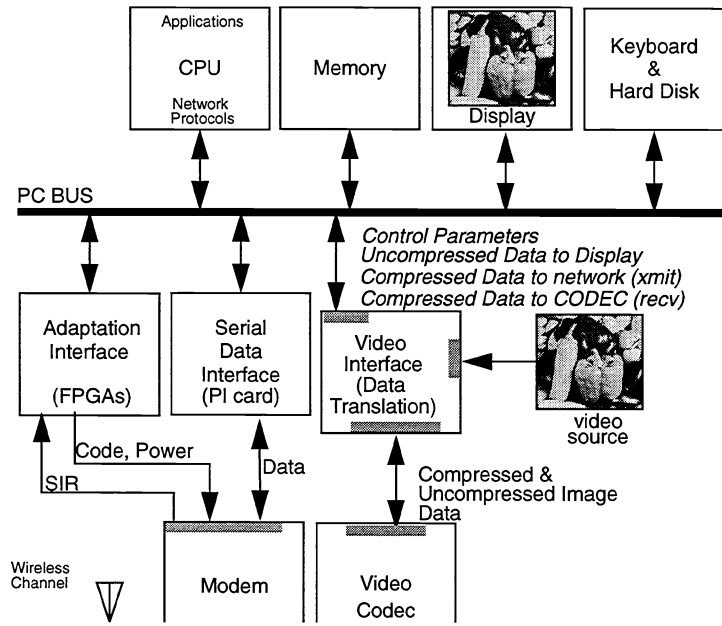 Applications
CPU
Network
Protocols
Memory
Display
Keyboard
&
Hard Disk
PC BUS
Control Parameters
Uncompressed Data to Display
Compressed Data to network (xmit)
Compressed Data to CODEC (recv)
Adaptation
Interface
(FPGAs)
Serial
Data
Interface
(PI card)
Video
Interface
(Data
Translation)
video
source
Code, Power
SIR
Data
Compressed &
Uncompressed Image
Data
Wireless
Channel
Modem
Video
Codec